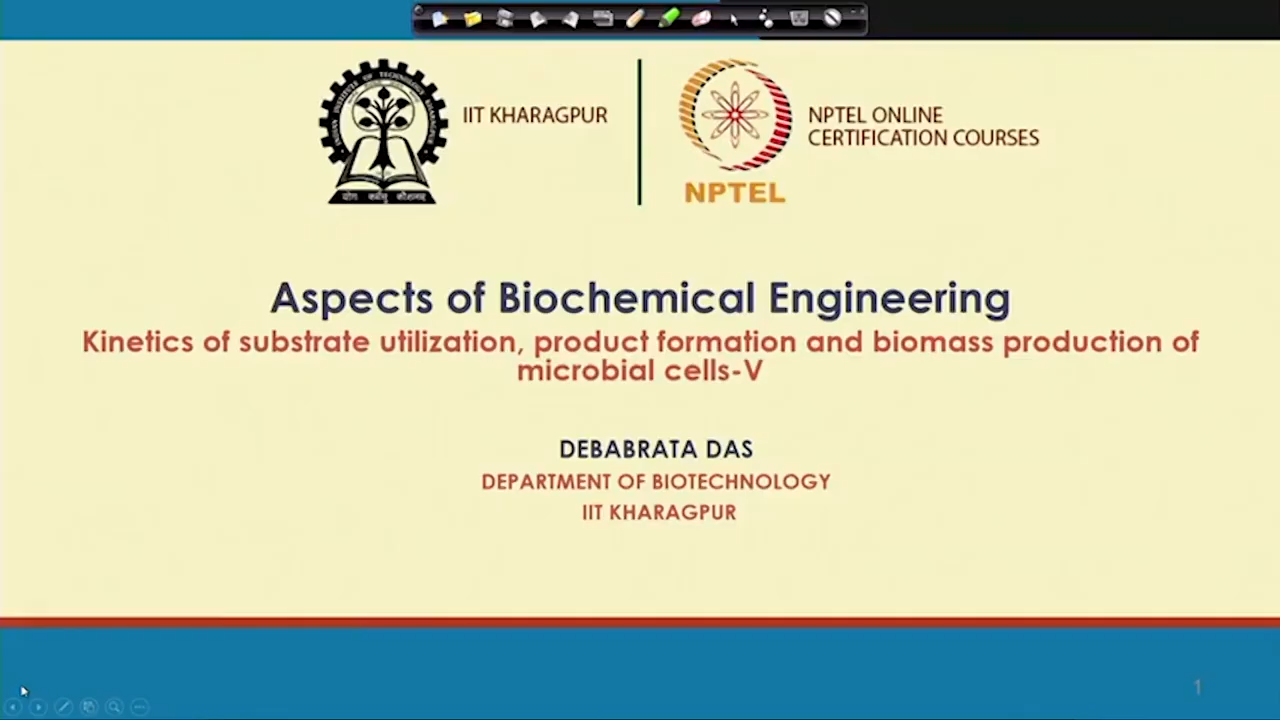 IIT KHARAGPUR
NPTEL ONLINE
CERTIFICATION COURSES
NPTEL
Aspects of Biochemical Engineering
Kinetics of substrate utilization, product formation and biomass production of
microbial cells-V
DEBABRATA DAS
DEPARTMENT OF BIOTECHNOLOGY
IIT KHARAGPUR
1